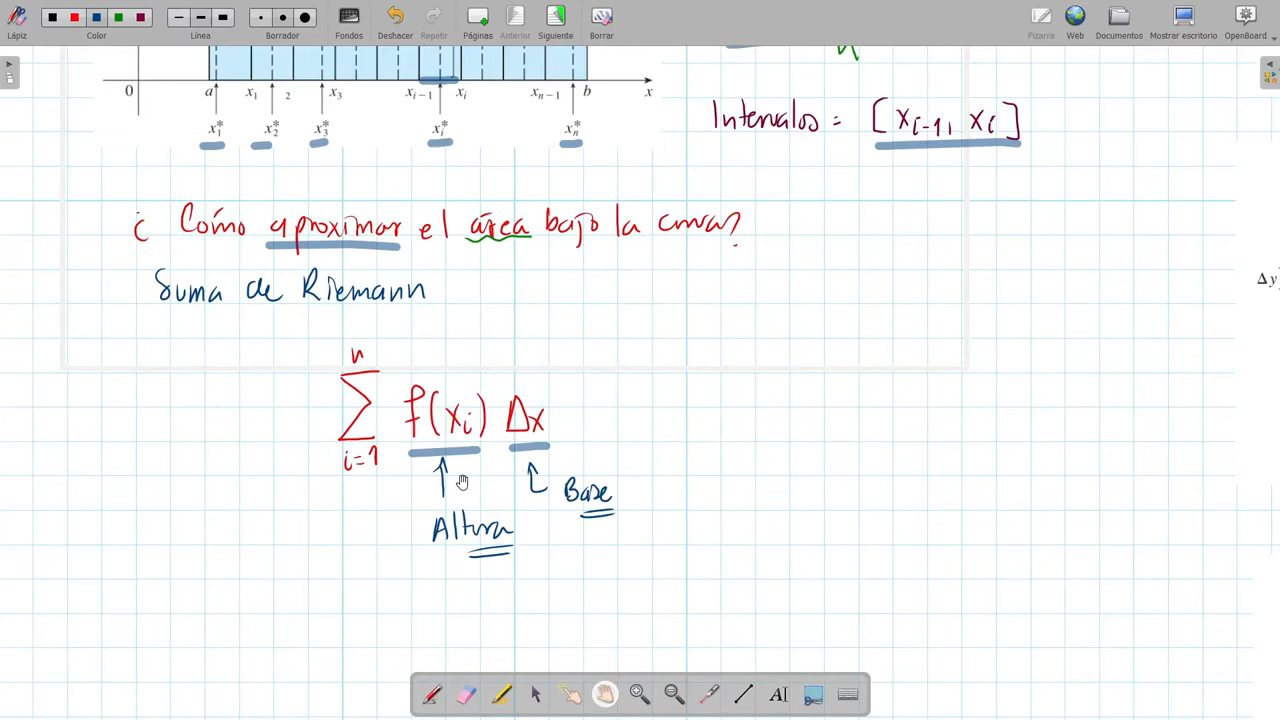 Lápiz Color Línea Borrador Fondos Deshacer Repetir Páginas Anterior Siguiente Borrar Pizarra Web Documentos Mostrar escritorio OpenBoard
0 a x₁ 2 x₃ xᵢ₋₁ xᵢ xₙ₋₁ b x
x₁* x₂* x₃* xᵢ* xₙ*
n
Intervalos = [xᵢ₋₁, xᵢ]
¿ Cómo aproximar el área bajo la curva?
Suma de Riemann
Δy
n
∑ f(xᵢ) Δx
i=1
Base
Altura
AI